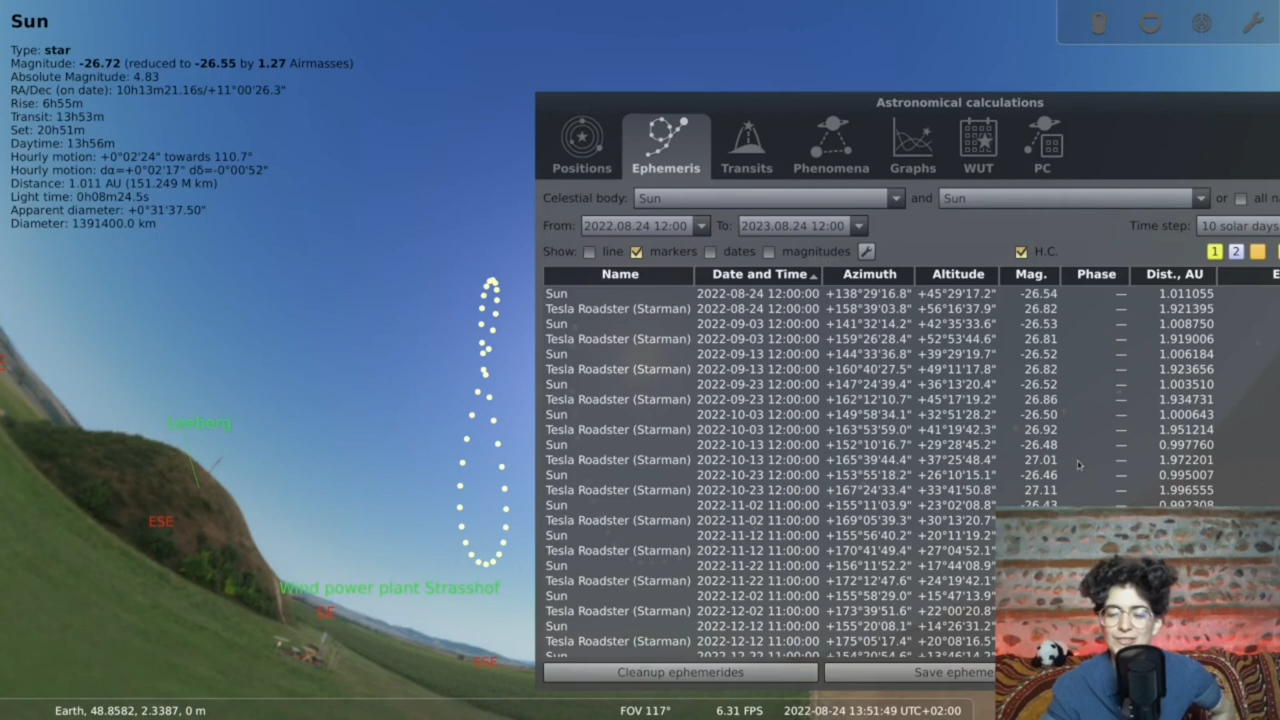 Sun
Type: star
Magnitude: -26.72 (reduced to -26.55 by 1.27 Airmasses)
Absolute Magnitude: 4.83
RA/Dec (on date): 10h13m21.16s/+11°00'26.3"
Rise: 6h55m
Transit: 13h53m
Set: 20h51m
Daytime: 13h56m
Hourly motion: +0°02'24" towards 110.7°
Hourly motion: dα=+0°02'17" dδ=-0°00'52"
Distance: 1.011 AU (151.249 M km)
Light time: 0h08m24.5s
Apparent diameter: +0°31'37.50"
Diameter: 1391400.0 km
Leeberg
ESE
Wind power plant Strasshof
SE
SSE
Astronomical calculations
Positions Ephemeris Transits Phenomena Graphs WUT PC
Celestial body: Sun and Sun or all
From: 2022.08.24 12:00 To: 2023.08.24 12:00 Time step: 10 solar days
Show: line markers dates magnitudes H.C. 1 2
Name Date and Time Azimuth Altitude Mag. Phase Dist., AU
Sun 2022-08-24 12:00:00 +138°29'16.8" +45°29'17.2" -26.54 — 1.011055
Tesla Roadster (Starman) 2022-08-24 12:00:00 +158°39'03.8" +56°16'37.9" 26.82 — 1.921395
Sun 2022-09-03 12:00:00 +141°32'14.2" +42°35'33.6" -26.53 — 1.008750
Tesla Roadster (Starman) 2022-09-03 12:00:00 +159°26'28.4" +52°53'44.6" 26.81 — 1.919006
Sun 2022-09-13 12:00:00 +144°33'36.8" +39°29'19.7" -26.52 — 1.006184
Tesla Roadster (Starman) 2022-09-13 12:00:00 +160°40'27.5" +49°11'17.8" 26.82 — 1.923656
Sun 2022-09-23 12:00:00 +147°24'39.4" +36°13'20.4" -26.52 — 1.003510
Tesla Roadster (Starman) 2022-09-23 12:00:00 +162°12'10.7" +45°17'19.2" 26.86 — 1.934731
Sun 2022-10-03 12:00:00 +149°58'34.1" +32°51'28.2" -26.50 — 1.000643
Tesla Roadster (Starman) 2022-10-03 12:00:00 +163°53'59.0" +41°19'42.3" 26.92 — 1.951214
Sun 2022-10-13 12:00:00 +152°10'16.7" +29°28'45.2" -26.48 — 0.997760
Tesla Roadster (Starman) 2022-10-13 12:00:00 +165°39'44.4" +37°25'48.4" 27.01 — 1.972201
Sun 2022-10-23 12:00:00 +153°55'18.2" +26°10'15.1" -26.46 — 0.995007
Tesla Roadster (Starman) 2022-10-23 12:00:00 +167°24'33.4" +33°41'50.8" 27.11 — 1.996555
Sun 2022-11-02 11:00:00 +155°11'03.9" +23°02'08.8" -26.43 — 0.992308
Tesla Roadster (Starman) 2022-11-02 11:00:00 +169°05'39.3" +30°13'20.7"
Sun 2022-11-12 11:00:00 +155°56'40.2" +20°11'19.2"
Tesla Roadster (Starman) 2022-11-12 11:00:00 +170°41'49.4" +27°04'52.1"
Sun 2022-11-22 11:00:00 +156°11'52.2" +17°44'08.9"
Tesla Roadster (Starman) 2022-11-22 11:00:00 +172°12'47.6" +24°19'42.1"
Sun 2022-12-02 11:00:00 +155°58'29.0" +15°47'13.9"
Tesla Roadster (Starman) 2022-12-02 11:00:00 +173°39'51.6" +22°00'20.8"
Sun 2022-12-12 11:00:00 +155°20'08.1" +14°26'31.2"
Tesla Roadster (Starman) 2022-12-12 11:00:00 +175°05'17.4" +20°08'16.5"
Sun 2022-12-22 11:00:00
Cleanup ephemerides Save epheme
Earth, 48.8582, 2.3387, 0 m FOV 117° 6.31 FPS 2022-08-24 13:51:49 UTC+02:00